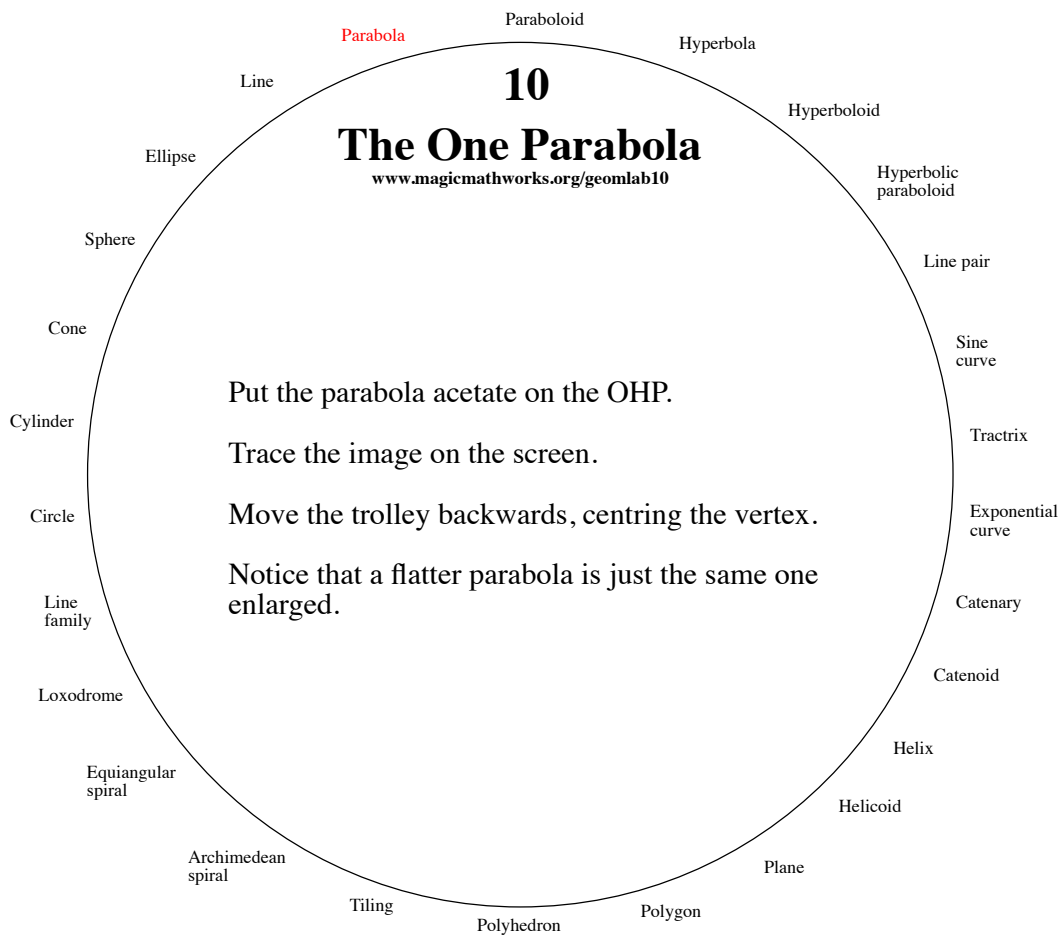 Paraboloid
Parabola
Hyperbola
Line
Hyperboloid
Ellipse
Hyperbolic
paraboloid
Sphere
Line pair
Cone
Sine
curve
Cylinder
Tractrix
Circle
Exponential
curve
Line
family
Catenary
Loxodrome
Catenoid
Equiangular
spiral
Helix
Helicoid
Archimedean
spiral
Plane
Tiling
Polygon
Polyhedron
10
The One Parabola
www.magicmathworks.org/geomlab10
Put the parabola acetate on the OHP.
Trace the image on the screen.
Move the trolley backwards, centring the vertex.
Notice that a flatter parabola is just the same one
enlarged.